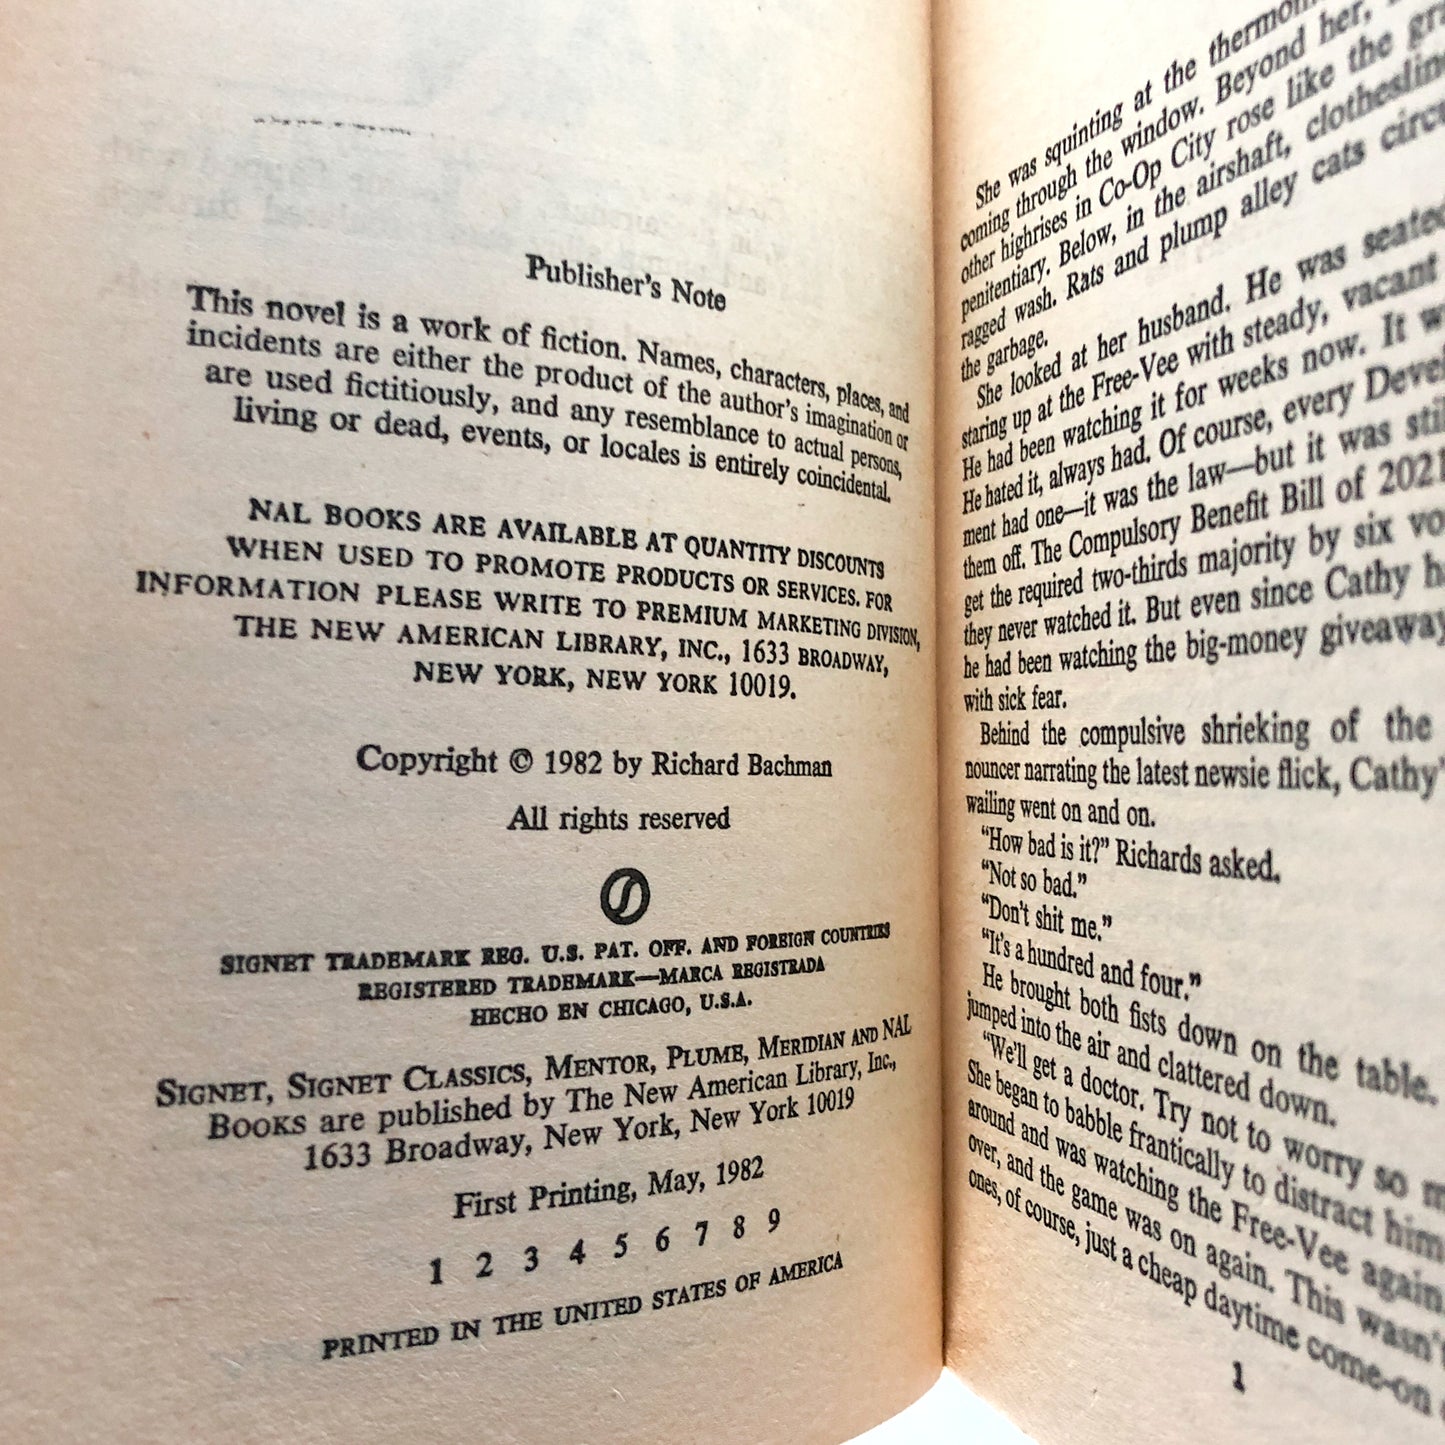 Publisher's Note
This novel is a work of fiction. Names, characters, places, and
incidents are either the product of the author's imagination or
are used fictitiously, and any resemblance to actual persons,
living or dead, events, or locales is entirely coincidental.
NAL BOOKS ARE AVAILABLE AT QUANTITY DISCOUNTS
WHEN USED TO PROMOTE PRODUCTS OR SERVICES. FOR
INFORMATION PLEASE WRITE TO PREMIUM MARKETING DIVISION,
THE NEW AMERICAN LIBRARY, INC., 1633 BROADWAY,
NEW YORK, NEW YORK 10019.
Copyright © 1982 by Richard Bachman
All rights reserved
SIGNET TRADEMARK REG. U.S. PAT. OFF. AND FOREIGN COUNTRIES
REGISTERED TRADEMARK—MARCA REGISTRADA
HECHO EN CHICAGO, U.S.A.
SIGNET, SIGNET CLASSICS, MENTOR, PLUME, MERIDIAN AND NAL
BOOKS are published by The New American Library, Inc.,
1633 Broadway, New York, New York 10019
First Printing, May, 1982
1 2 3 4 5 6 7 8 9
PRINTED IN THE UNITED STATES OF AMERICA
She was squinting at the
coming through the window. Beyond her,
other highrises in Co-Op City rose like the
penitentiary. Below, in the airshaft,
ragged wash. Rats and plump alley cats
the garbage.
She looked at her husband. He was seated
staring up at the Free-Vee with steady, vacant
He had been watching it for weeks now. It
He hated it, always had. Of course, every
ment had one—it was the law—but it was
them off. The Compulsory Benefit Bill of 2021
get the required two-thirds majority by six
they never watched it. But even since Cathy
he had been watching the big-money
with sick fear.
Behind the compulsive shrieking of the
nouncer narrating the latest newsie flick,
wailing went on and on.
“How bad is it?” Richards asked.
“Not so bad.”
“Don't shit me.”
“It's a hundred and four.”
He brought both fists down on the table.
jumped into the air and clattered down.
“We'll get a doctor. Try not to worry so
She began to babble frantically to distract him
around and was watching the Free-Vee again.
over, and the game was on again. This wasn't
ones, of course, just a cheap daytime come-on
1